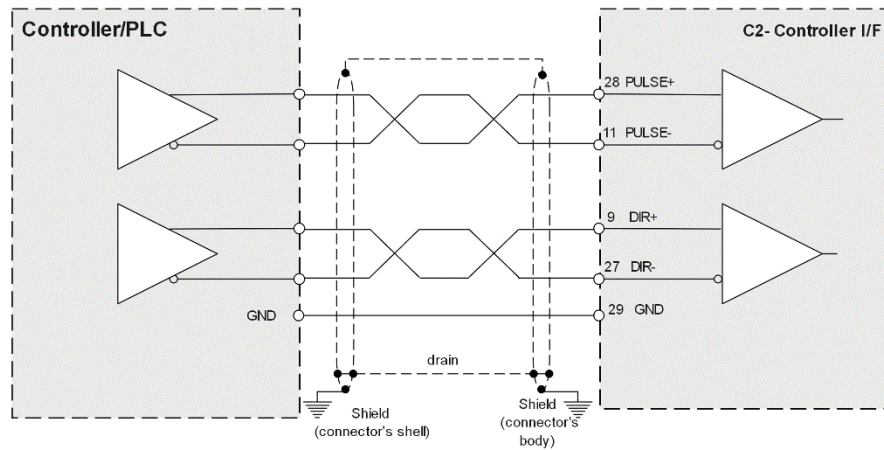 Controller/PLC
C2- Controller I/F
28 PULSE+
11 PULSE-
9 DIR+
27 DIR-
GND
29 GND
drain
Shield
(connector's shell)
Shield
(connector's
body)